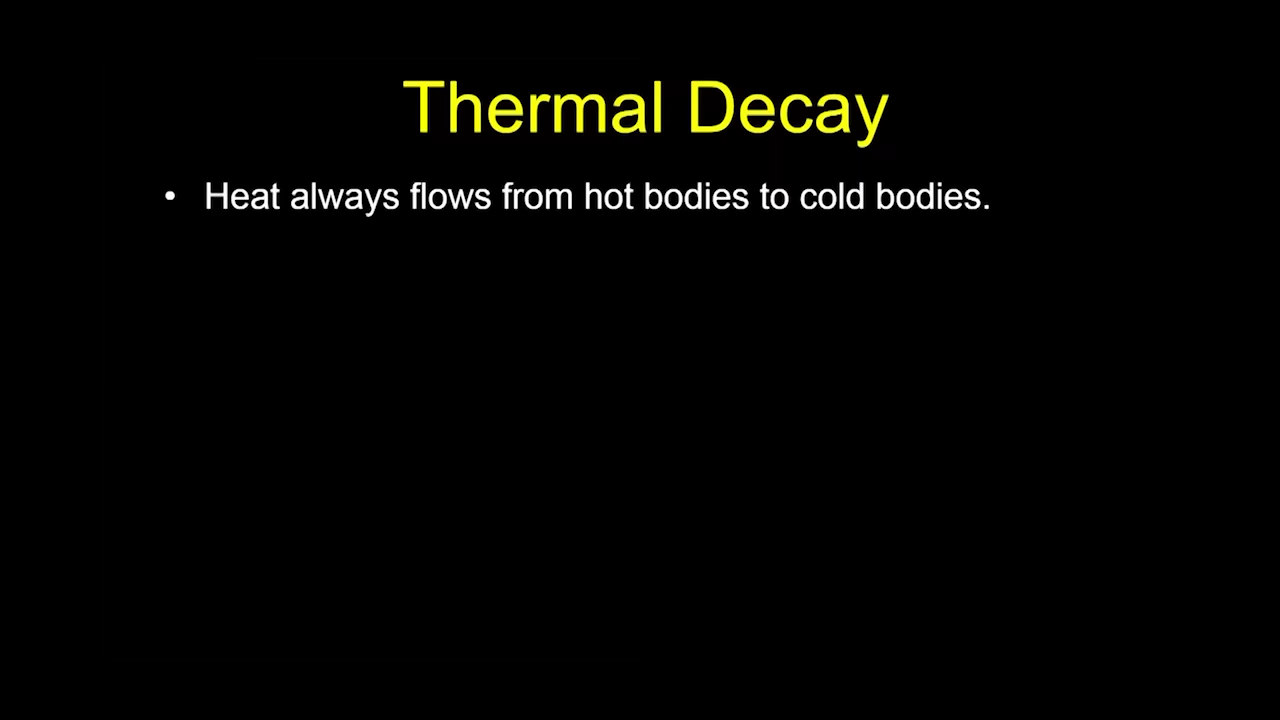 Thermal Decay
• Heat always flows from hot bodies to cold bodies.